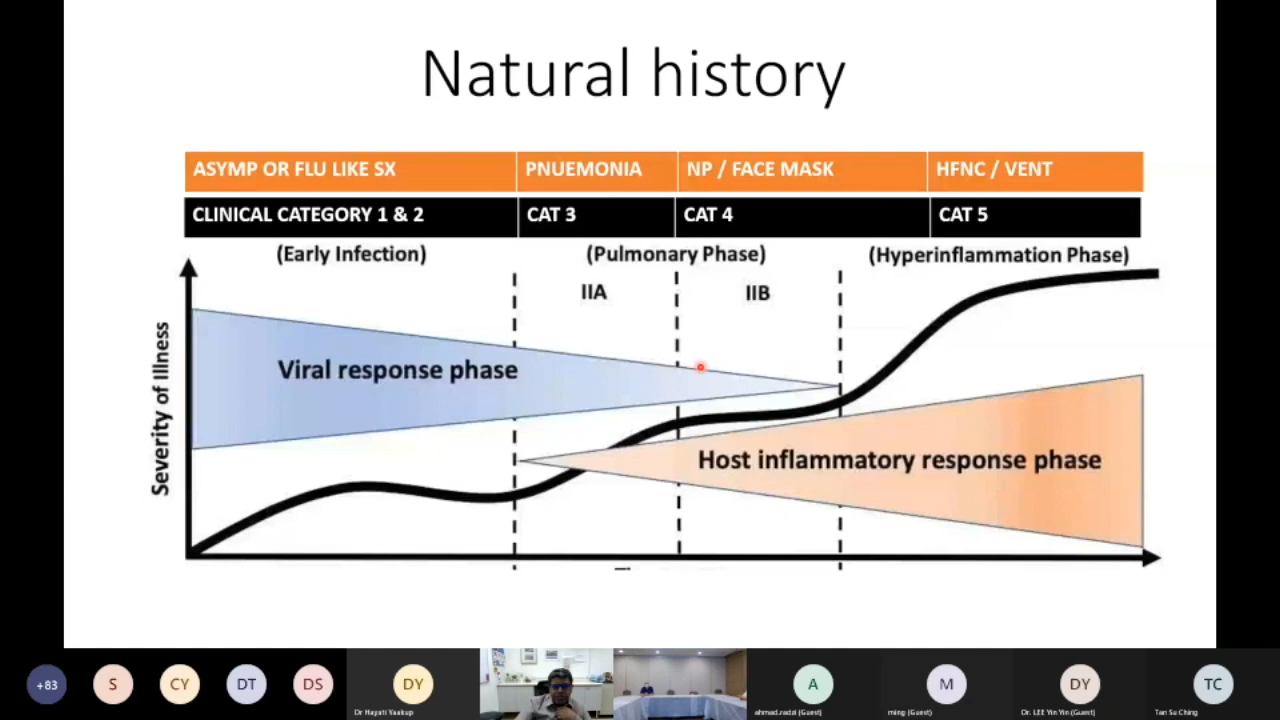 Natural history
ASYMP OR FLU LIKE SX
PNUEMONIA
NP / FACE MASK
HFNC / VENT
CLINICAL CATEGORY 1 & 2
CAT 3
CAT 4
CAT 5
(Early Infection)
(Pulmonary Phase)
(Hyperinflammation Phase)
IIA
IIB
Severity of Illness
Viral response phase
Host inflammatory response phase
+83
S
CY
DT
DS
DY
Dr Hayati Yaakup
A
ahmad.radzi (Guest)
M
ming (Guest)
DY
Dr. LEE Yin Yin (Guest)
TC
Tan Su Ching